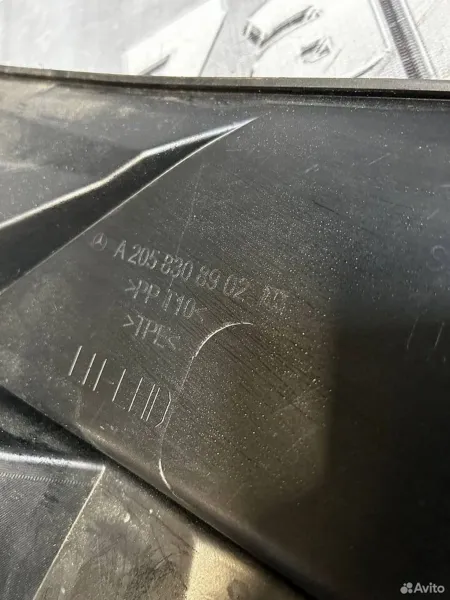 A 205 830 89 02
>PP T10<
>TPE<
LH-LHD
Avito